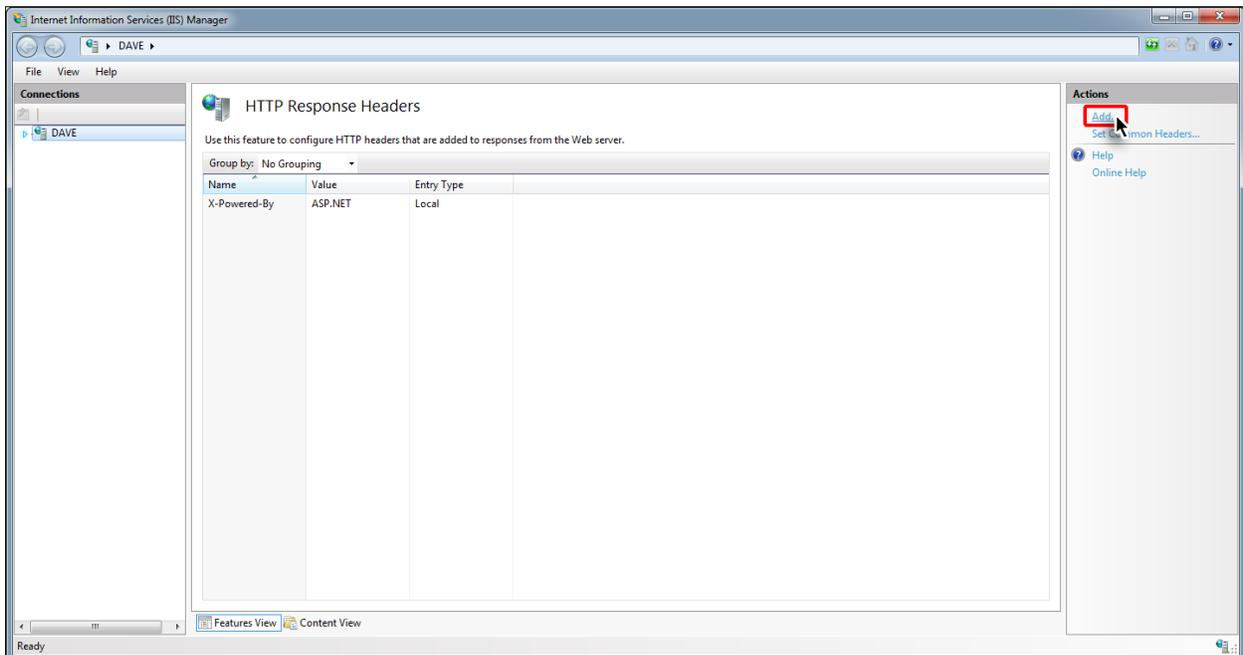 Internet Information Services (IIS) Manager
DAVE
File View Help
Connections
DAVE
HTTP Response Headers
Use this feature to configure HTTP headers that are added to responses from the Web server.
Group by: No Grouping
Name Value Entry Type
X-Powered-By ASP.NET Local
Features View Content View
Actions
Add
Set Headers...
Help
Online Help
Ready